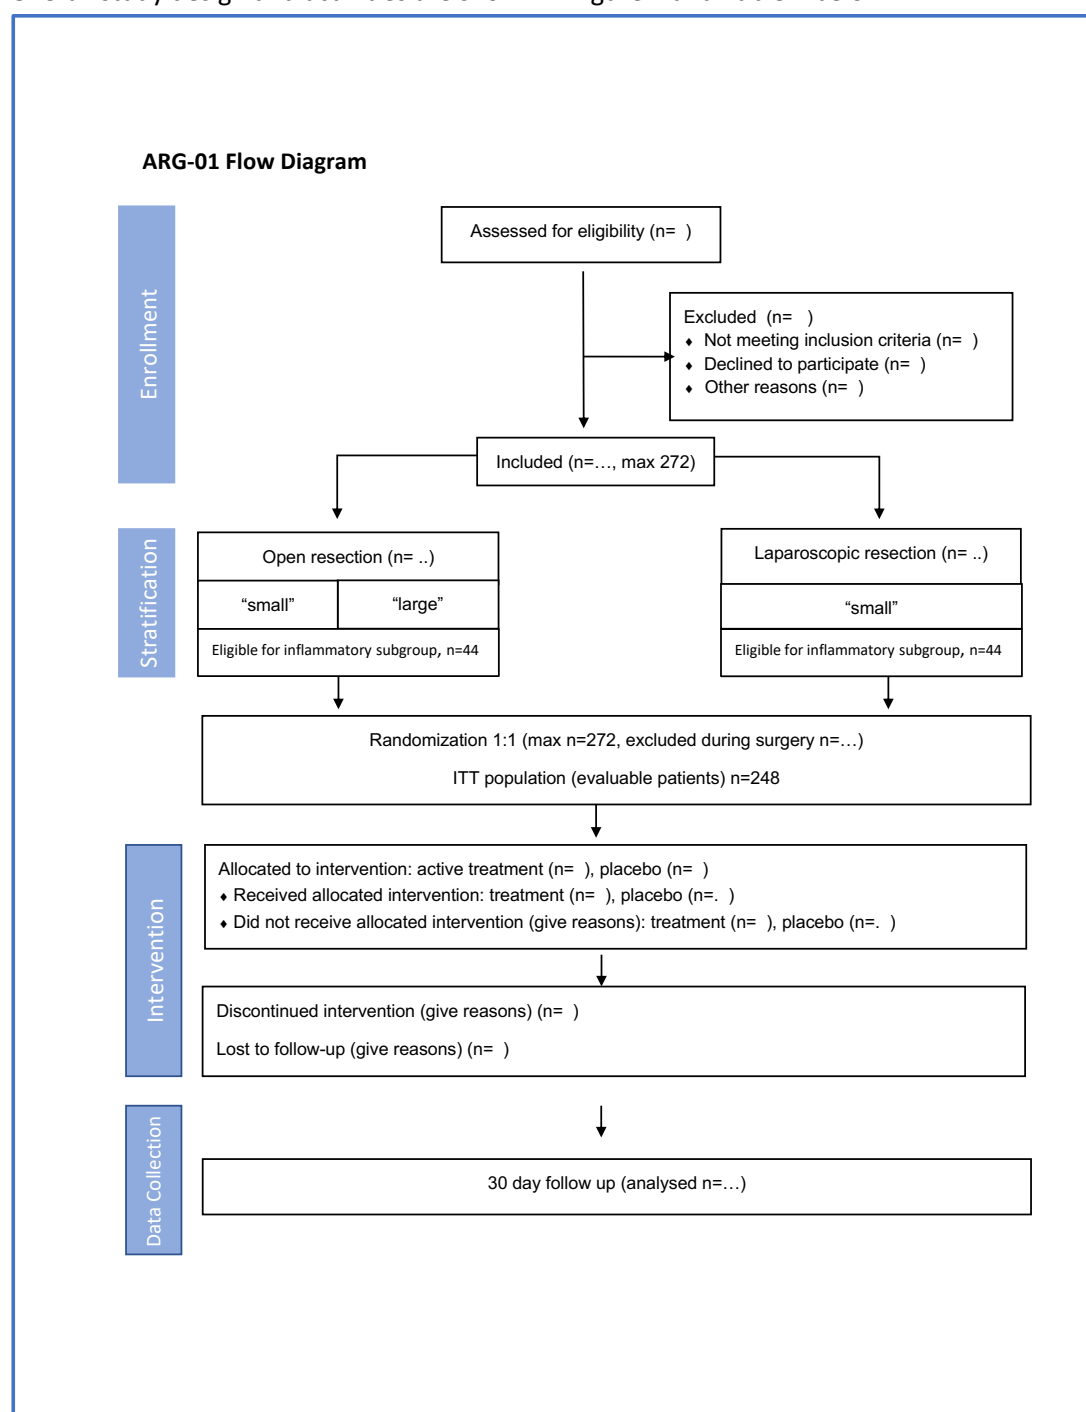 ARG-01 Flow Diagram
Enrollment
Assessed for eligibility (n=  )
Excluded  (n=   )
♦ Not meeting inclusion criteria (n=  )
♦ Declined to participate (n=  )
♦ Other reasons (n=  )
Included (n=…, max 272)
Stratification
Open resection (n= ..)
“small”
“large”
Eligible for inflammatory subgroup, n=44
Laparoscopic resection (n= ..)
“small”
Eligible for inflammatory subgroup, n=44
Randomization 1:1 (max n=272, excluded during surgery n=…)
ITT population (evaluable patients) n=248
Intervention
Allocated to intervention: active treatment (n=  ), placebo (n=  )
♦ Received allocated intervention: treatment (n=  ), placebo (n=.  )
♦ Did not receive allocated intervention (give reasons): treatment (n=  ), placebo (n=.  )
Discontinued intervention (give reasons) (n=  )
Lost to follow-up (give reasons) (n=  )
Data Collection
30 day follow up (analysed n=…)